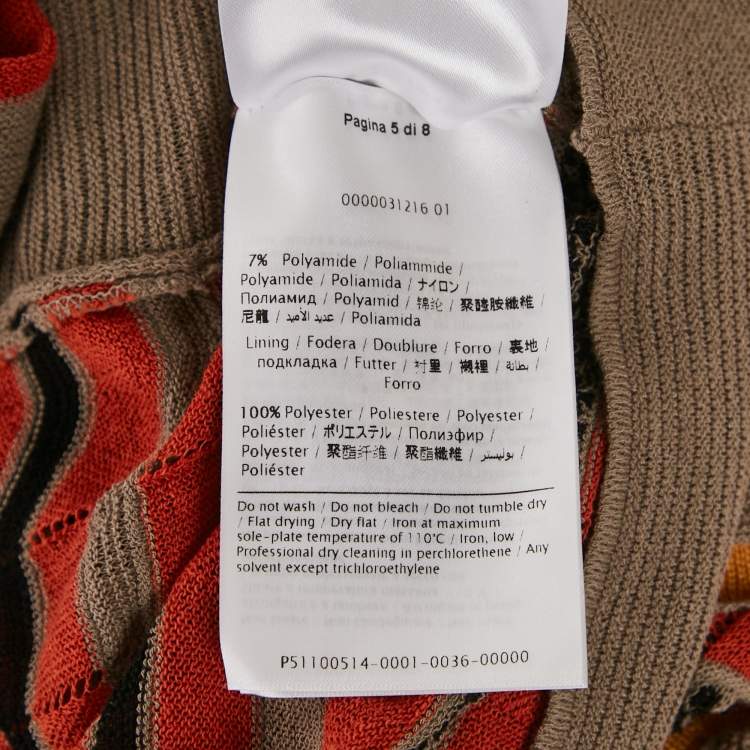 Pagina 5 di 8
0000031216 01
7% Polyamide / Poliammide /
Polyamide / Poliamida / ナイロン /
Полиамид / Polyamid / 锦纶 / 聚醯胺纖維 /
尼龍 / عديد الأميد / Poliamida
Lining / Fodera / Doublure / Forro / 裏地 /
подкладка / Futter / 衬里 / 襯裡 / بطانة /
Forro
100% Polyester / Poliestere / Polyester /
Poliéster / ポリエステル / Полиэфир /
Polyester / 聚酯纤维 / 聚酯纖維 / بوليستر /
Poliéster
Do not wash / Do not bleach / Do not tumble dry
/ Flat drying / Dry flat / Iron at maximum
sole-plate temperature of 110°C / Iron, low /
Professional dry cleaning in perchlorethene / Any
solvent except trichloroethylene
P51100514-0001-0036-00000